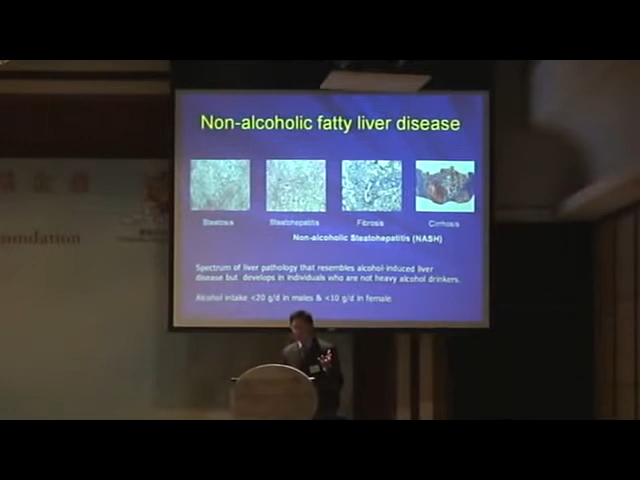 Non-alcoholic fatty liver disease
Steatosis Steatohepatitis Fibrosis Cirrhosis
Non-alcoholic Steatohepatitis (NASH)
Spectrum of liver pathology that resembles alcohol-induced liver
disease but develops in individuals who are not heavy alcohol drinkers.
Alcohol intake <20 g/d in males & <10 g/d in female
oundation